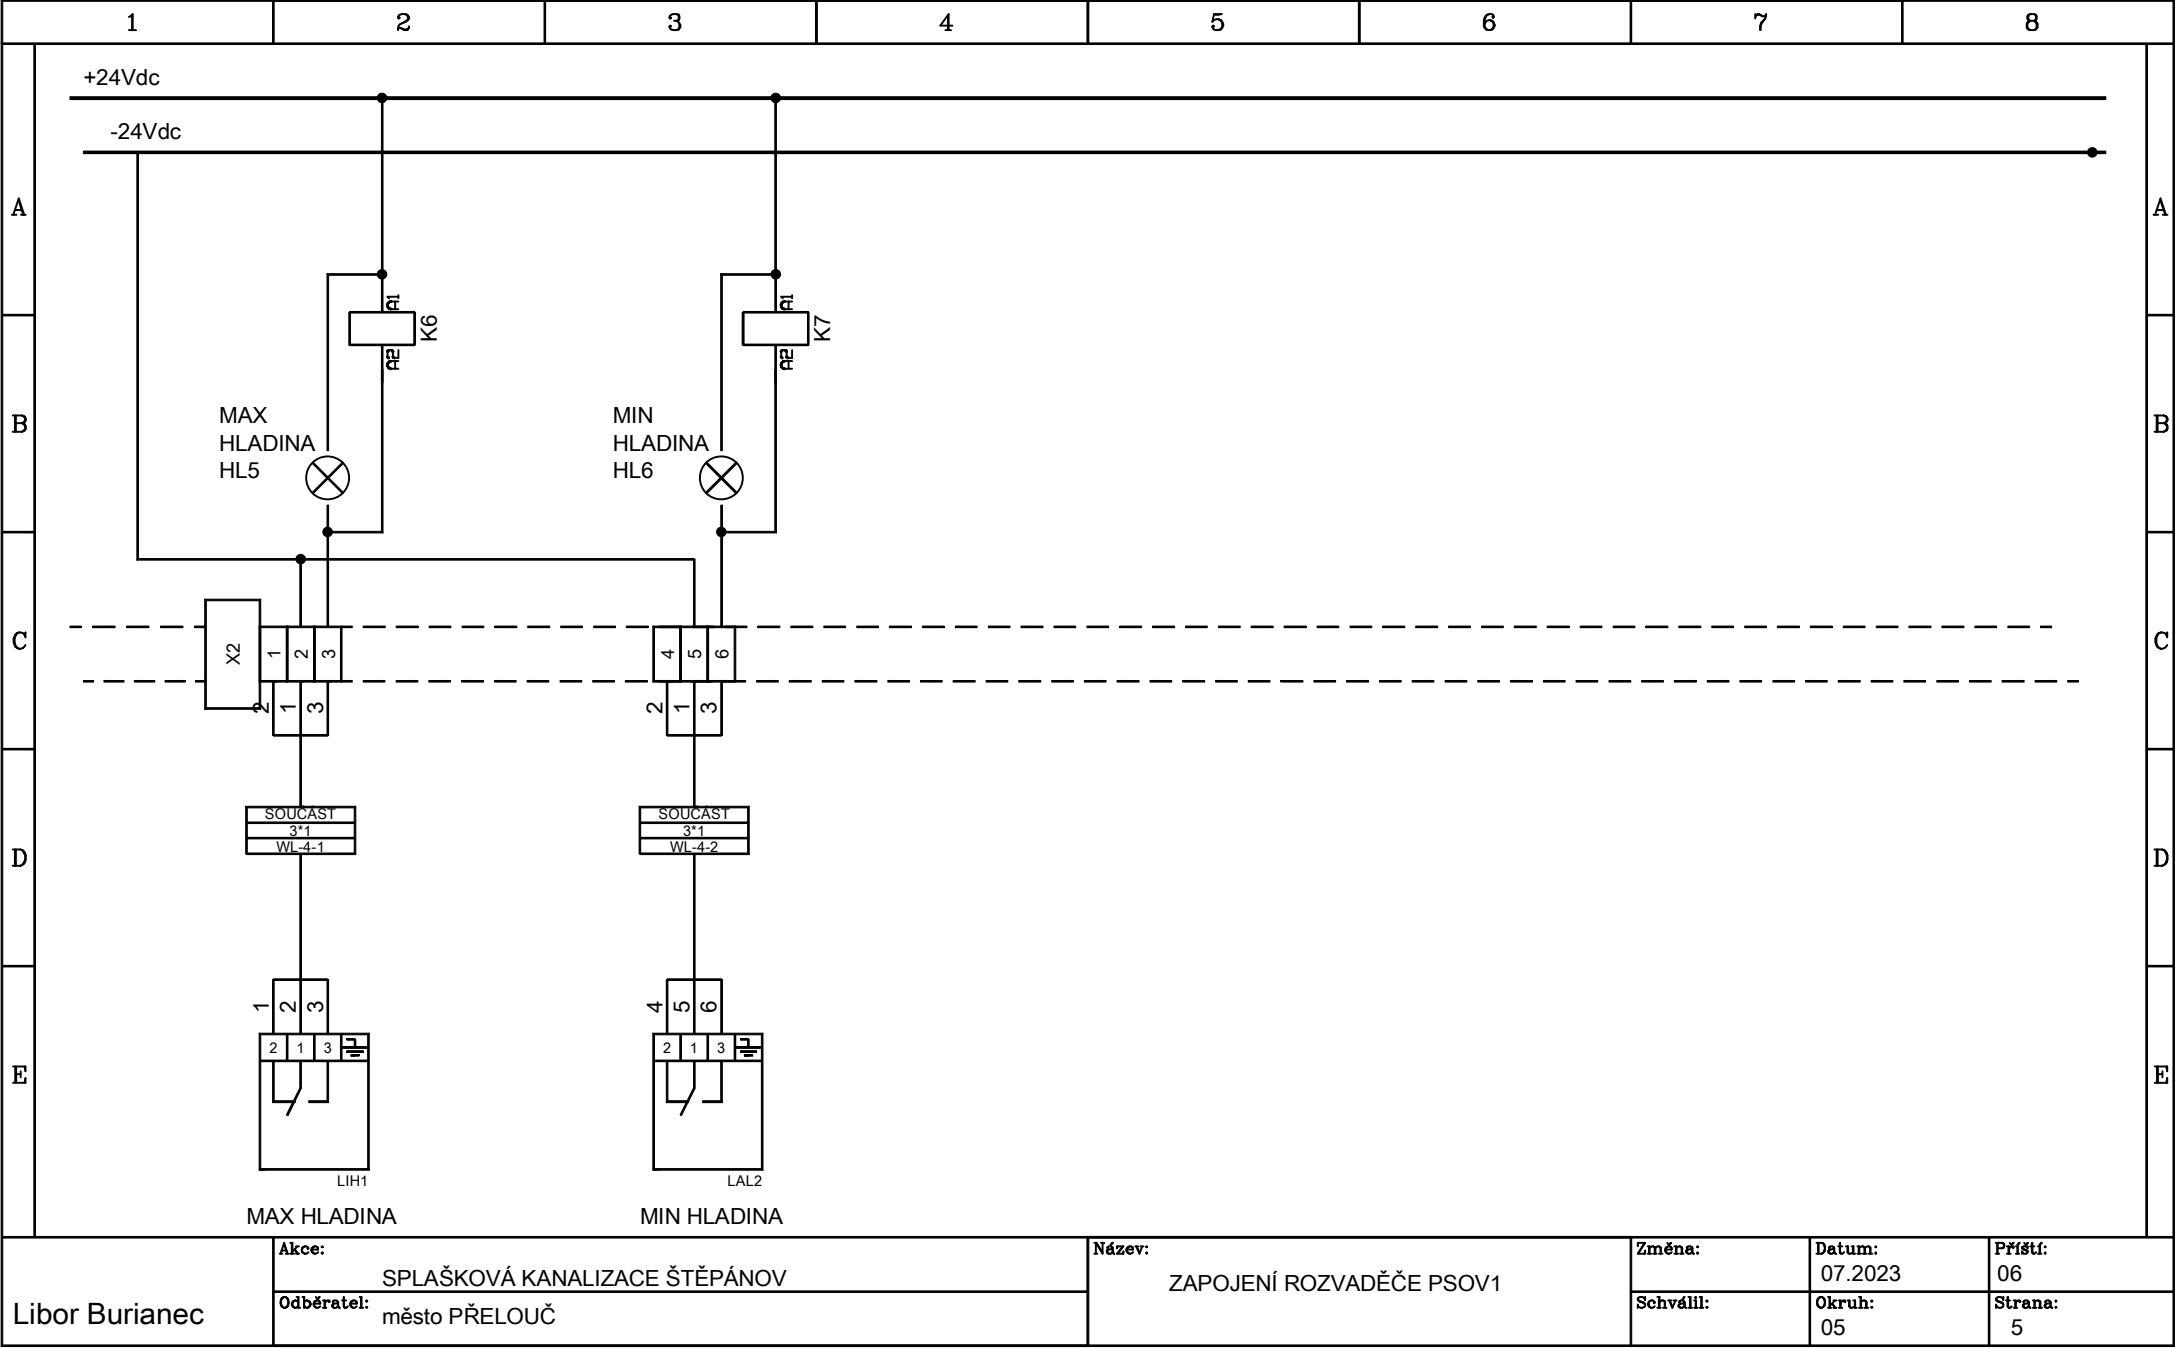 1 2 3 4 5 6 7 8
+24Vdc
-24Vdc
A A
A1 A1
K6 K7
A2 A2
MAX
HLADINA
HL5
MIN
HLADINA
HL6
B B
C C
X2 1 2 3 4 5 6
2 1 3 2 1 3
SOUČÁST
3*1
WL-4-1
SOUČÁST
3*1
WL-4-2
D D
1 2 3 4 5 6
2 1 3 2 1 3
E E
LIH1 LAL2
MAX HLADINA MIN HLADINA
Libor Burianec
Akce:
SPLAŠKOVÁ KANALIZACE ŠTĚPÁNOV
Odběratel:
město PŘELOUČ
Název:
ZAPOJENÍ ROZVADĚČE PSOV1
Změna:
Schválil:
Datum:
07.2023
Okruh:
05
Příští:
06
Strana:
5